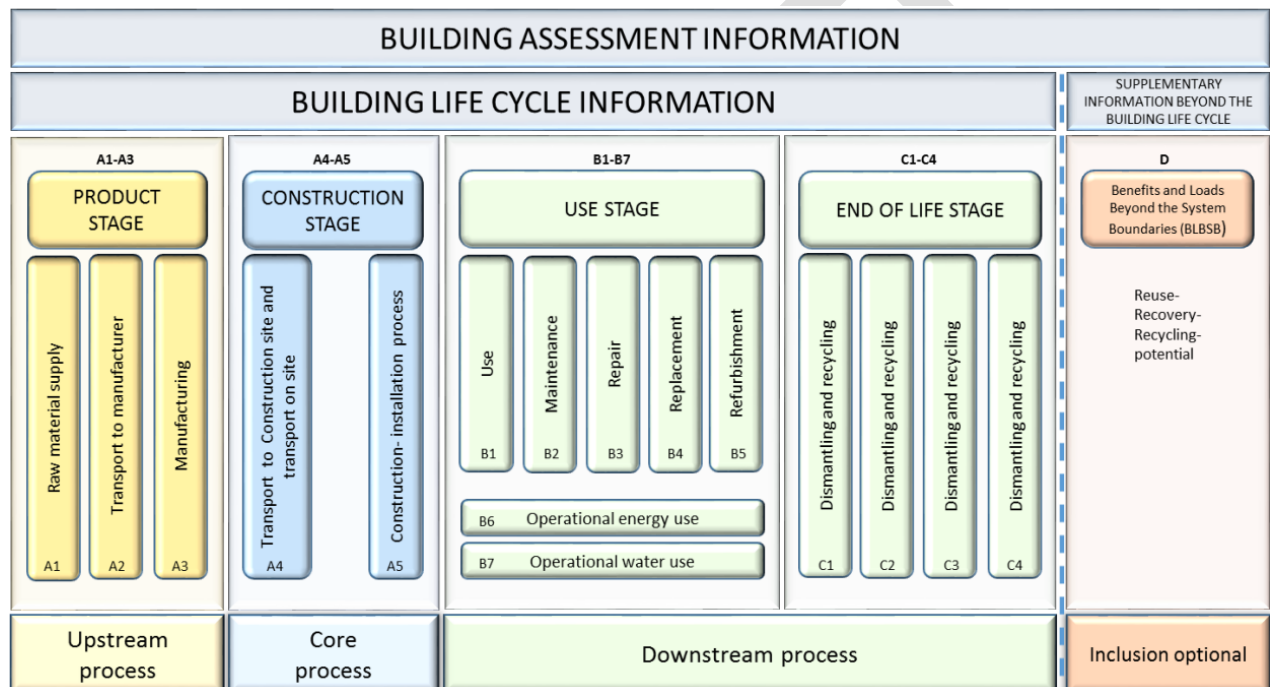 BUILDING ASSESSMENT INFORMATION
BUILDING LIFE CYCLE INFORMATION
SUPPLEMENTARY
INFORMATION BEYOND THE
BUILDING LIFE CYCLE
A1-A3
PRODUCT
STAGE
Raw material supply
A1
Transport to manufacturer
A2
Manufacturing
A3
A4-A5
CONSTRUCTION
STAGE
Transport to Construction site and
transport on site
A4
Construction- installation process
A5
B1-B7
USE STAGE
Use
B1
Maintenance
B2
Repair
B3
Replacement
B4
Refurbishment
B5
B6 Operational energy use
B7 Operational water use
C1-C4
END OF LIFE STAGE
Dismantling and recycling
C1
Dismantling and recycling
C2
Dismantling and recycling
C3
Dismantling and recycling
C4
D
Benefits and Loads
Beyond the System
Boundaries (BLBSB)
Reuse-
Recovery-
Recycling-
potential
Upstream
process
Core
process
Downstream process
Inclusion optional